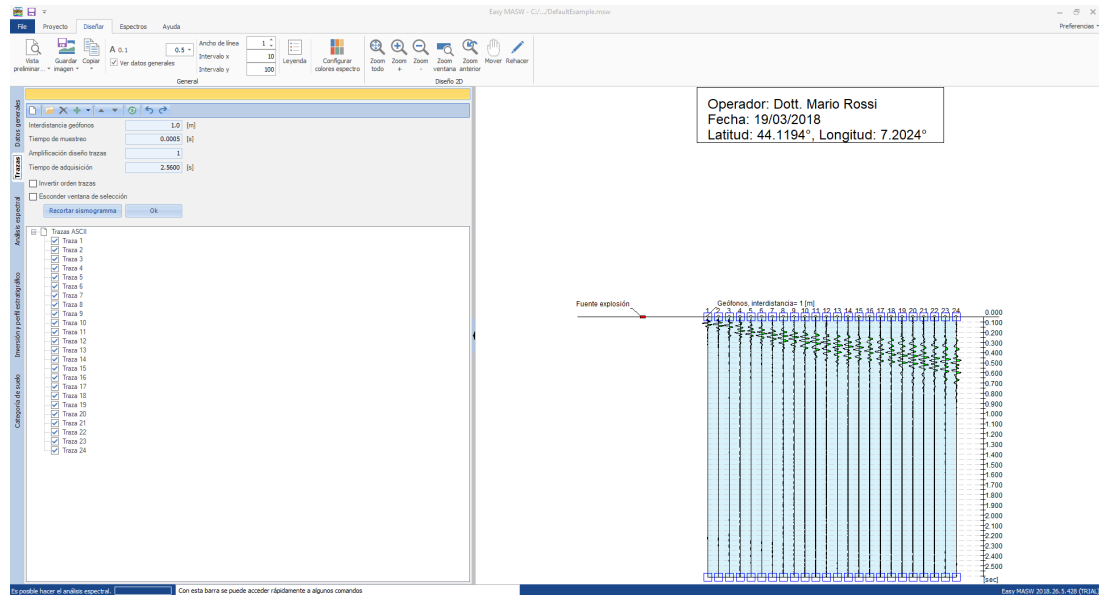 Easy MASW - C:/.../DefaultExample.msw
File Proyecto Diseñar Espectros Ayuda Preferencias
Vista preliminar...
Guardar imagen
Copiar
A 0.1 0.5
Ver datos generales
Ancho de línea 1
Intervalo x 10
Intervalo y 100
Leyenda
Configurar colores espectro
Zoom todo
Zoom +
Zoom -
Zoom ventana
Zoom anterior
Mover
Rehacer
General
Diseño 2D
Datos generales
Trazas
Análisis espectral
Inversión y perfil estratigráfico
Categoría de suelo
Interdistancia geófonos 1.0 [m]
Tiempo de muestreo 0.0005 [s]
Amplificación diseño trazas 1
Tiempo de adquisición 2.5600 [s]
Invertir orden trazas
Esconder ventana de selección
Recortar sismogramma Ok
Trazas ASCII
Traza 1
Traza 2
Traza 3
Traza 4
Traza 5
Traza 6
Traza 7
Traza 8
Traza 9
Traza 10
Traza 11
Traza 12
Traza 13
Traza 14
Traza 15
Traza 16
Traza 17
Traza 18
Traza 19
Traza 20
Traza 21
Traza 22
Traza 23
Traza 24
Operador: Dott. Mario Rossi
Fecha: 19/03/2018
Latitud: 44.1194°, Longitud: 7.2024°
Fuente explosión
Geófonos, interdistancia= 1 [m]
1 2 3 4 5 6 7 8 9 10 11 12 13 14 15 16 17 18 19 20 21 22 23 24
0.000
0.100
0.200
0.300
0.400
0.500
0.600
0.700
0.800
0.900
1.000
1.100
1.200
1.300
1.400
1.500
1.600
1.700
1.800
1.900
2.000
2.100
2.200
2.300
2.400
2.500
[sec]
Es posible hacer el análisis espectral.
Con esta barra se puede acceder rápidamente a algunos comandos
Easy MASW 2018.26.5.428 (TRIAL)